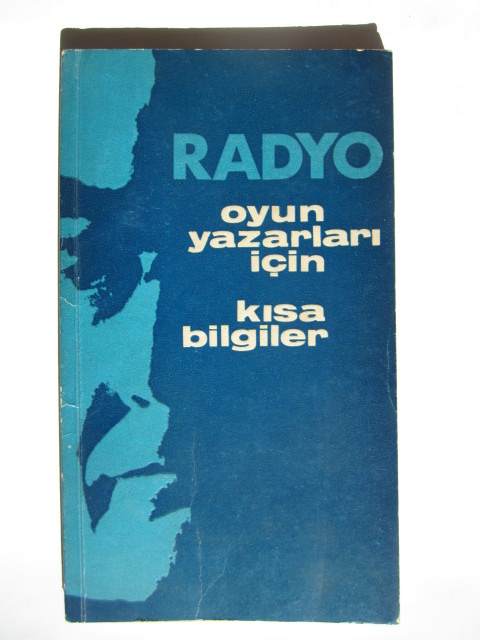 RADYO
oyun
yazarları
için
kısa
bilgiler